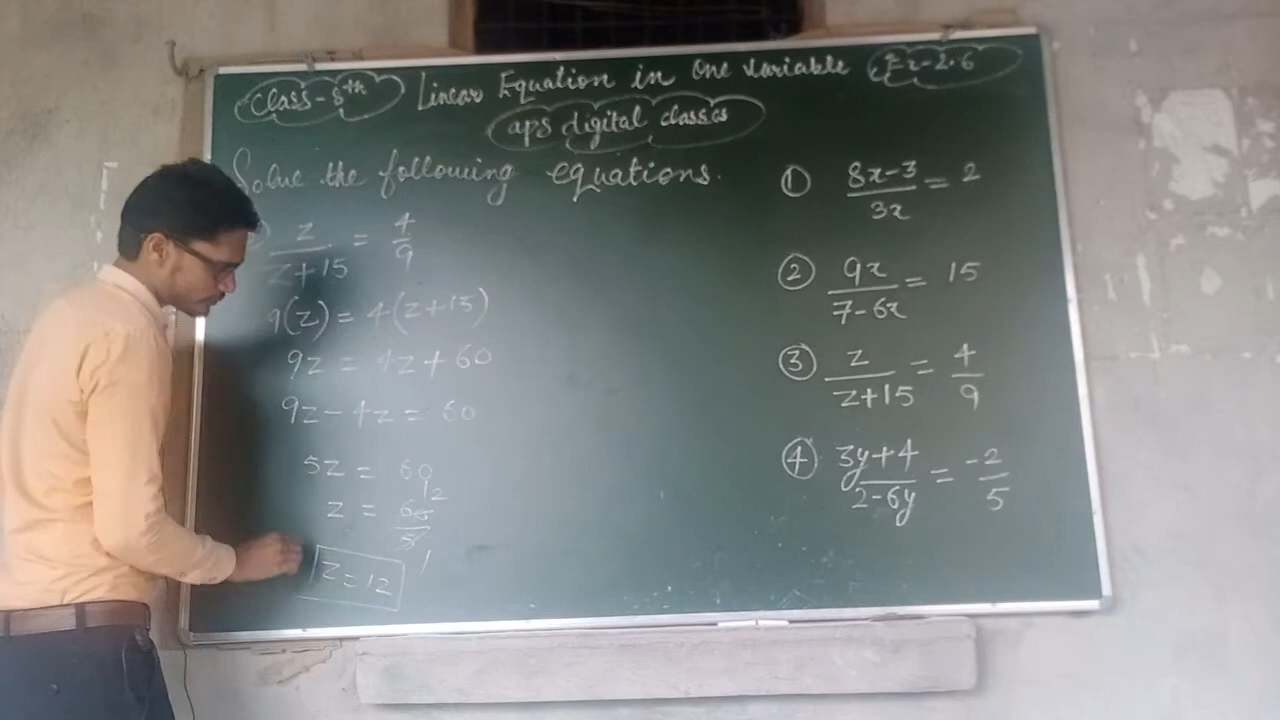 Class-8th Linear Equation in One Variable Ex-2.6
aps digital classes
Solve the following equations.
z/z+15 = 4/9
9(z) = 4(z+15)
9z = 4z + 60
9z - 4z = 60
5z = 60
z = 60/5 12 1
z = 12
① 8x-3/3x = 2
② 9x/7-6x = 15
③ z/z+15 = 4/9
④ 3y+4/2-6y = -2/5